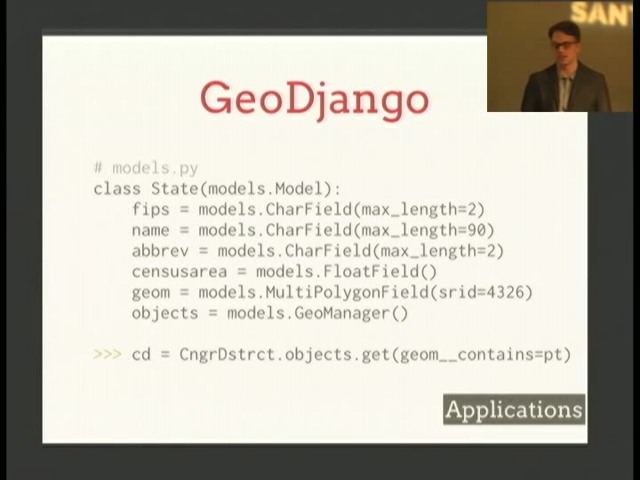 SAN
GeoDjango
# models.py
class State(models.Model):
fips = models.CharField(max_length=2)
name = models.CharField(max_length=90)
abbrev = models.CharField(max_length=2)
censusarea = models.FloatField()
geom = models.MultiPolygonField(srid=4326)
objects = models.GeoManager()
>>> cd = CngrDstrct.objects.get(geom__contains=pt)
Applications